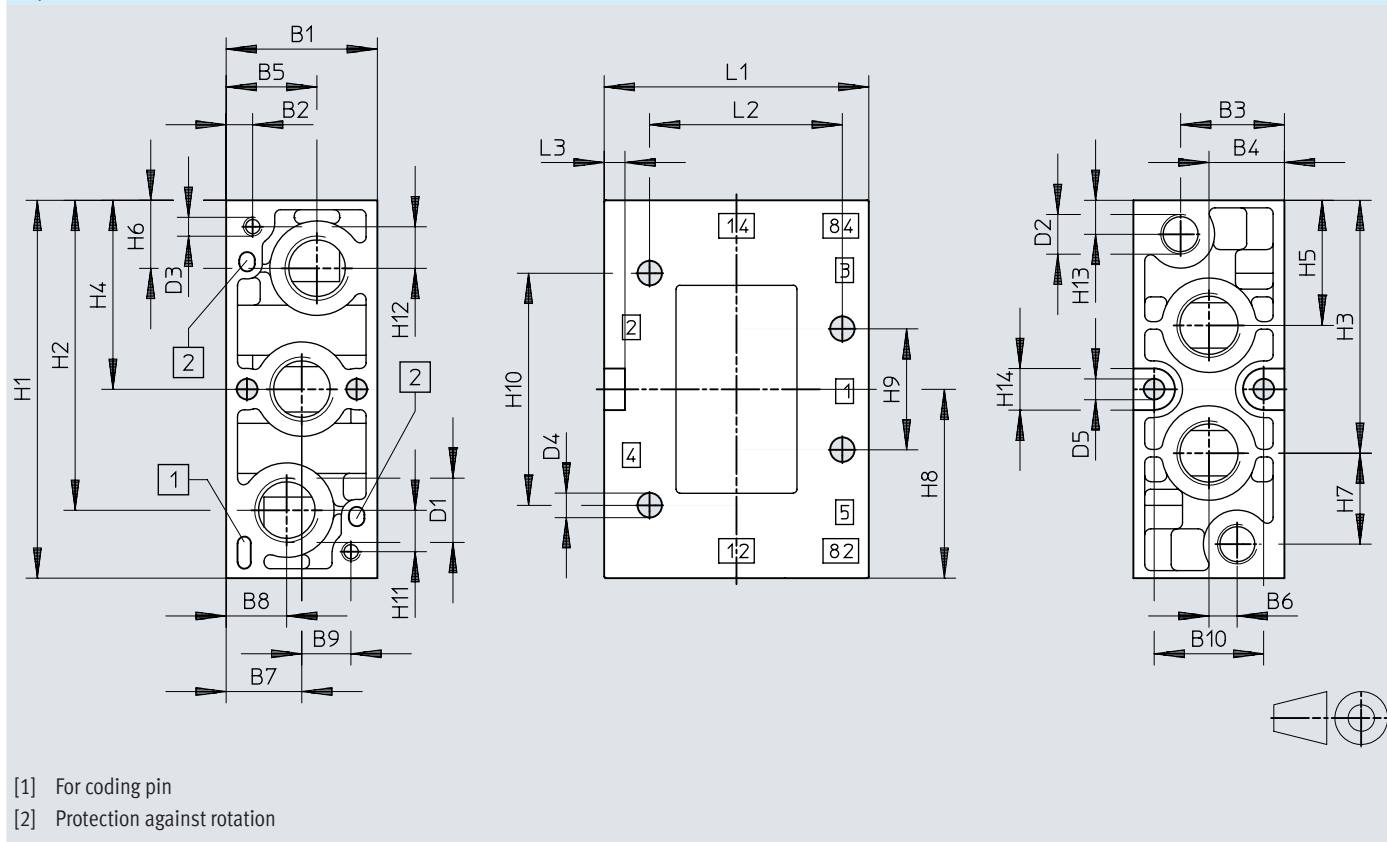 B1
B5
B2
L1
L2
L3
B3
B4
H6
D3
H4
H2
H1
H12
2
2
1
D1
H11
B8
B9
B7
14
84
3
2
1
4
5
12
82
H10
D4
H9
H8
D2
H13
H5
H3
H14
D5
H7
B6
B10
[1] For coding pin
[2] Protection against rotation